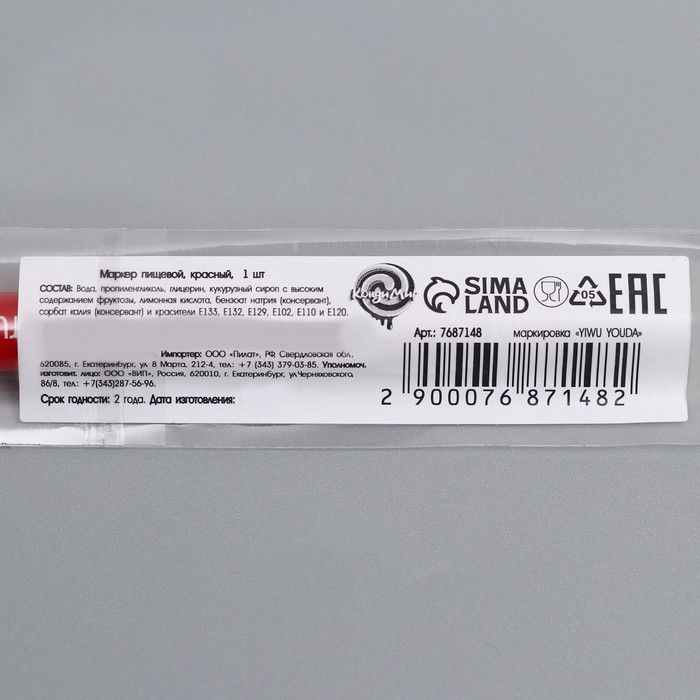 Маркер пищевой, красный, 1 шт
СОСТАВ: Вода, пропиленгликоль, глицерин, кукурузный сироп с высоким
содержанием фруктозы, лимонная кислота, бензоат натрия (консервант),
сорбат калия (консервант) и красители E133, E132, E129, E102, E110 и E120.
Импортер: ООО «Пилат», РФ, Свердловская обл.,
620085, г. Екатеринбург, ул 8 Марта, 212-4, тел.: +7 (343) 379-03-85. Уполномоч.
изготовит. лицо: ООО «ВИП», Россия, 620010, г. Екатеринбург, ул.Черняховского,
86/8, тел.: +7(343)287-56-96.
Срок годности: 2 года. Дата изготовления:
КондиМир
SIMA
LAND
05
EAC
Арт.: 7687148 маркировка «YIWU YOUDA»
2 900076 871482